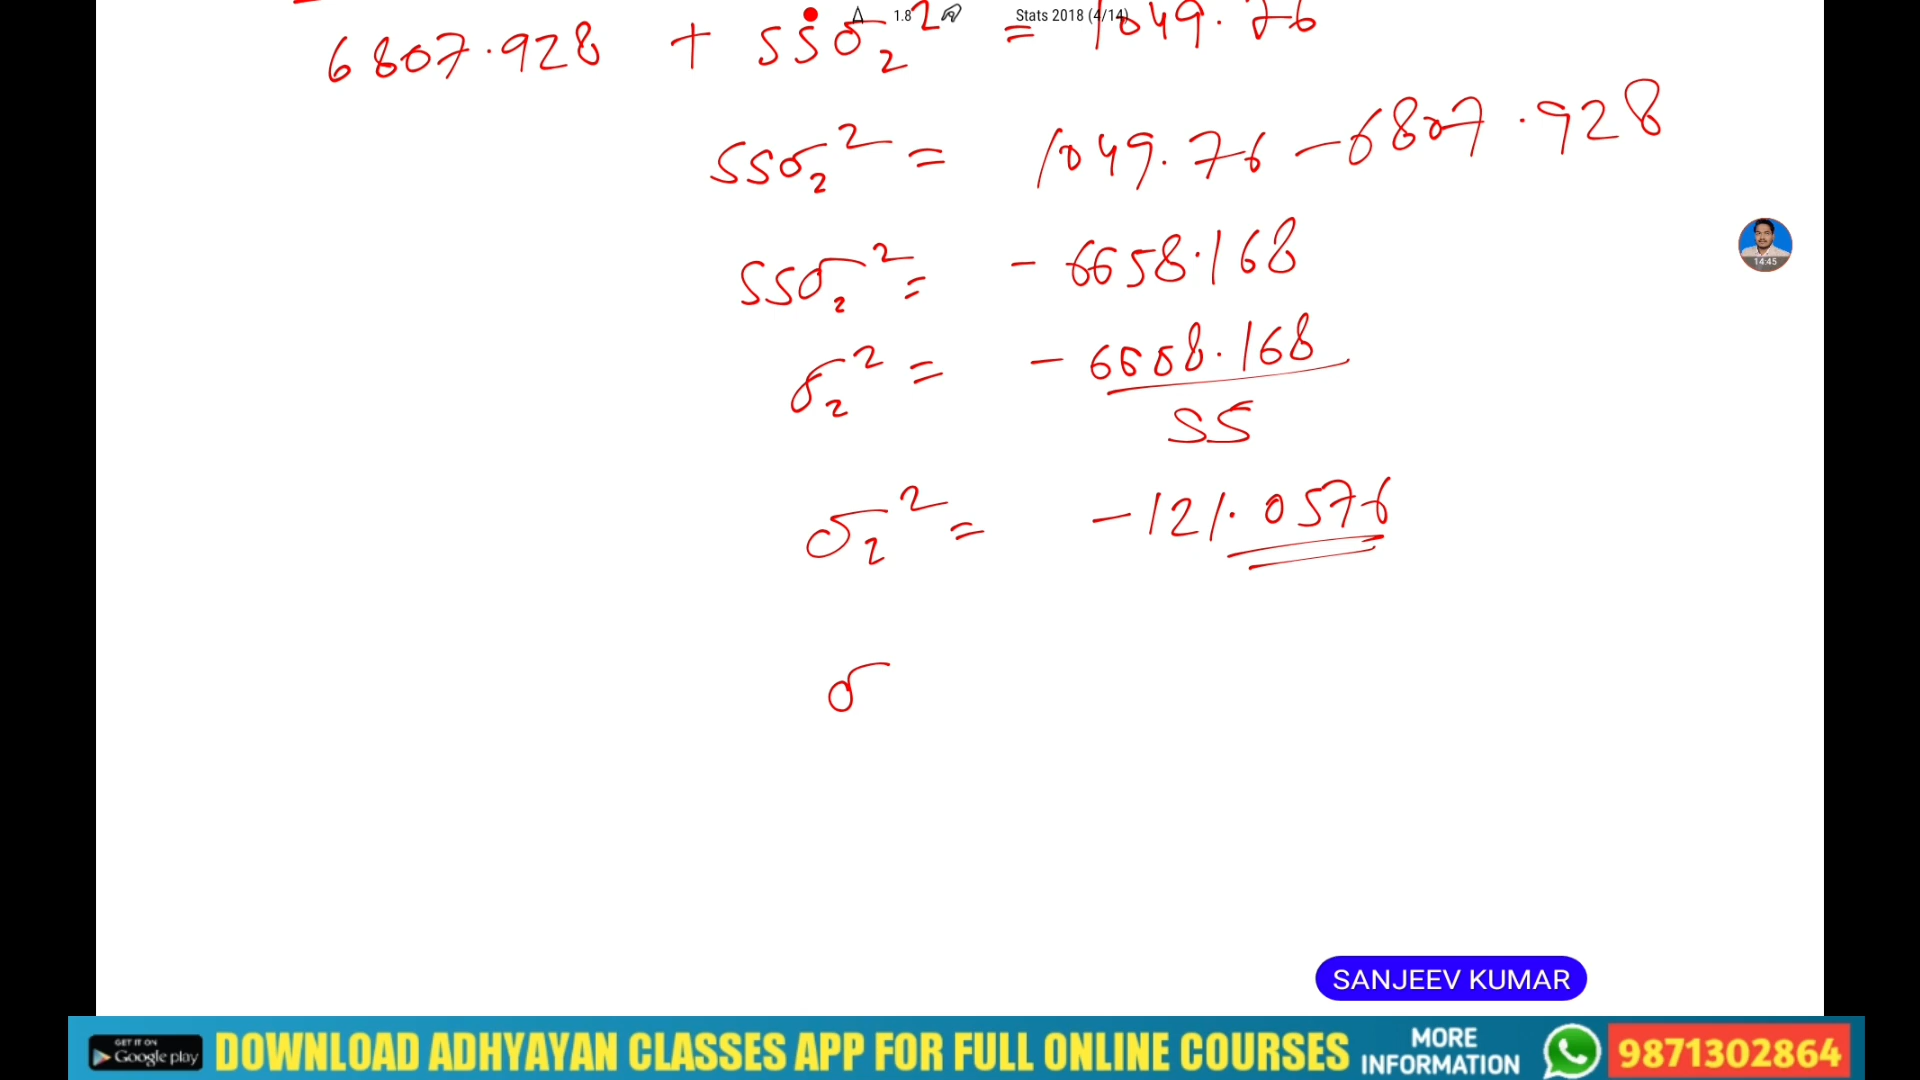 1.8 Stats 2018 (4/14)
6807.928 + 55σ₂² = 1049.76
55σ₂² = 1049.76 - 6807.928
14:45
55σ₂² = - 6658.168
σ₂² = - 6658.168 / 55
σ₂² = - 121.0576
σ
SANJEEV KUMAR
GET IT ON Google play DOWNLOAD ADHYAYAN CLASSES APP FOR FULL ONLINE COURSES MORE INFORMATION 9871302864